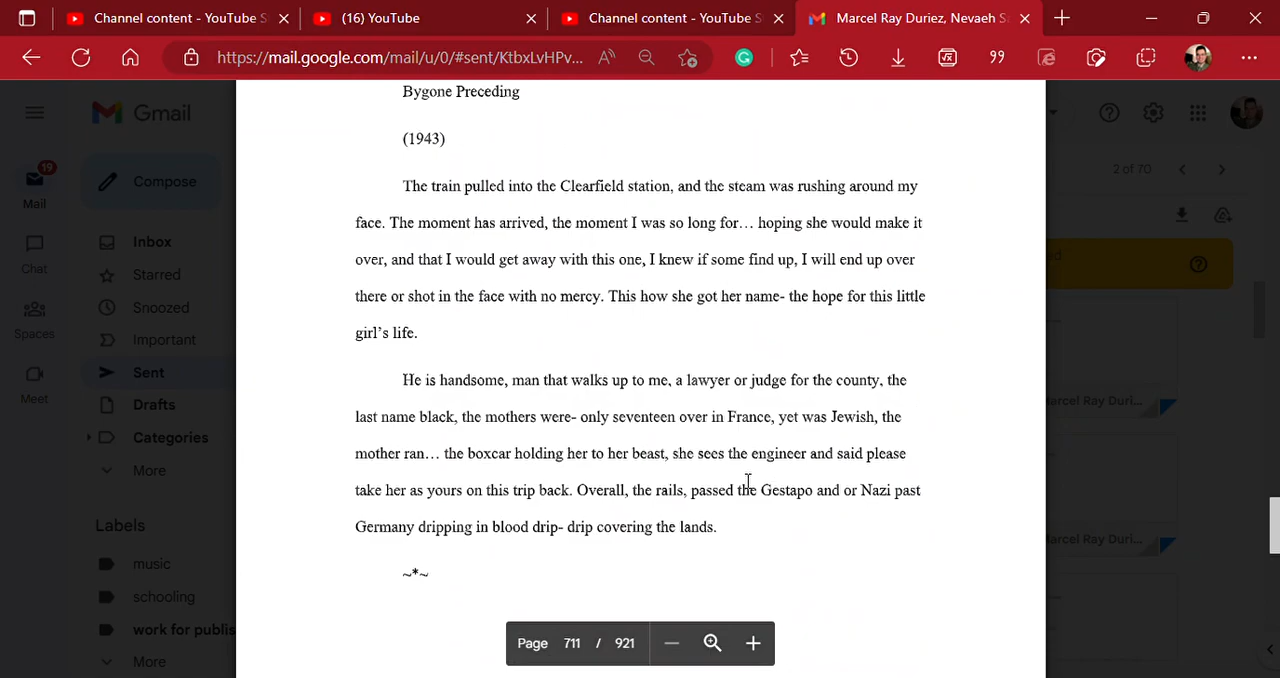 Channel content - YouTube S
(16) YouTube
Channel content - YouTube S
Marcel Ray Duriez, Nevaeh S
https://mail.google.com/mail/u/0/#sent/KtbxLvHPv...
Gmail
Compose
19
Mail
Chat
Spaces
Meet
Inbox
Starred
Snoozed
Important
Sent
Drafts
Categories
More
Labels
music
schooling
work for publis
More
2 of 70
ed
arcel Ray Duri...
arcel Ray Duri...
Bygone Preceding
(1943)
The train pulled into the Clearfield station, and the steam was rushing around my
face. The moment has arrived, the moment I was so long for… hoping she would make it
over, and that I would get away with this one, I knew if some find up, I will end up over
there or shot in the face with no mercy. This how she got her name- the hope for this little
girl’s life.
He is handsome, man that walks up to me, a lawyer or judge for the county, the
last name black, the mothers were- only seventeen over in France, yet was Jewish, the
mother ran… the boxcar holding her to her beast, she sees the engineer and said please
take her as yours on this trip back. Overall, the rails, passed the Gestapo and or Nazi past
Germany dripping in blood drip- drip covering the lands.
~*~
Page 711 / 921